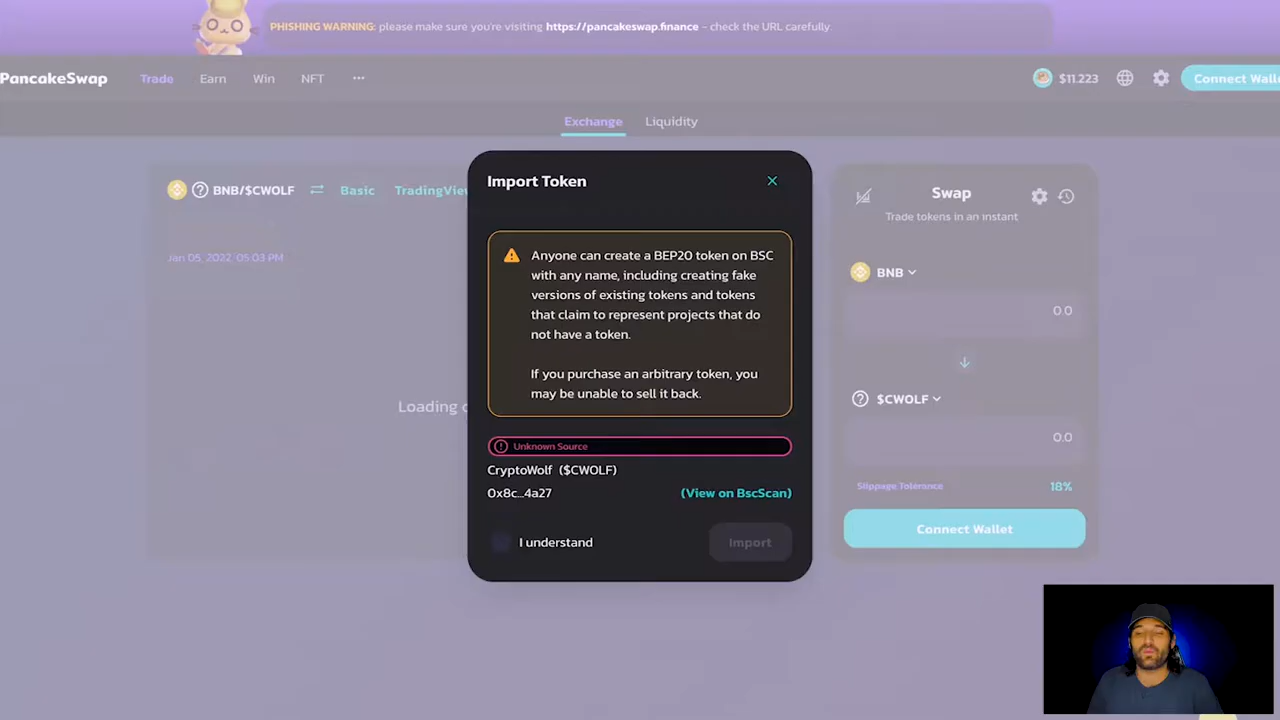 PHISHING WARNING: please make sure you're visiting https://pancakeswap.finance - check the URL carefully.
PancakeSwap Trade Earn Win NFT ••• $11.223 Connect
Exchange Liquidity
BNB/$CWOLF Basic
Jan 05, 2022, 05:03 PM
Loading
Import Token
Anyone can create a BEP20 token on BSC
with any name, including creating fake
versions of existing tokens and tokens
that claim to represent projects that do
not have a token.
If you purchase an arbitrary token, you
may be unable to sell it back.
Unknown Source
CryptoWolf ($CWOLF)
0x8c...4a27 (View on BscScan)
I understand Import
Swap
Trade tokens in an instant
BNB
0.0
$CWOLF
0.0
Slippage Tolerance 18%
Connect Wallet